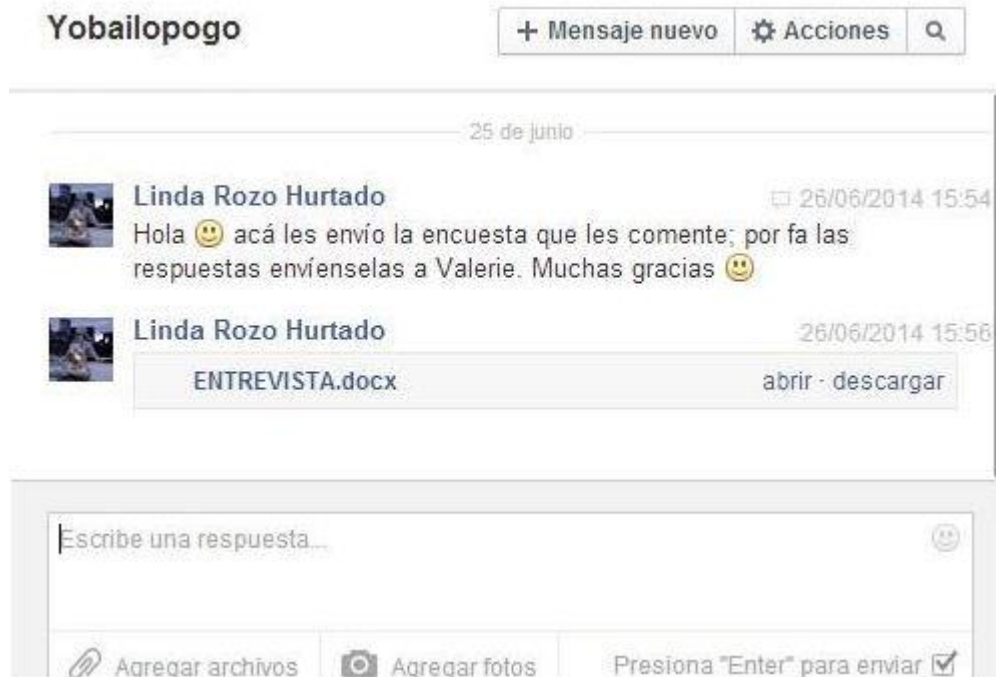 Yobailopogo
+ Mensaje nuevo Acciones
25 de junio
Linda Rozo Hurtado 26/06/2014 15:54
Hola acá les envío la encuesta que les comente; por fa las
respuestas envíenselas a Valerie. Muchas gracias
Linda Rozo Hurtado 26/06/2014 15:56
ENTREVISTA.docx abrir · descargar
Escribe una respuesta...
Agregar archivos Agregar fotos Presiona "Enter" para enviar